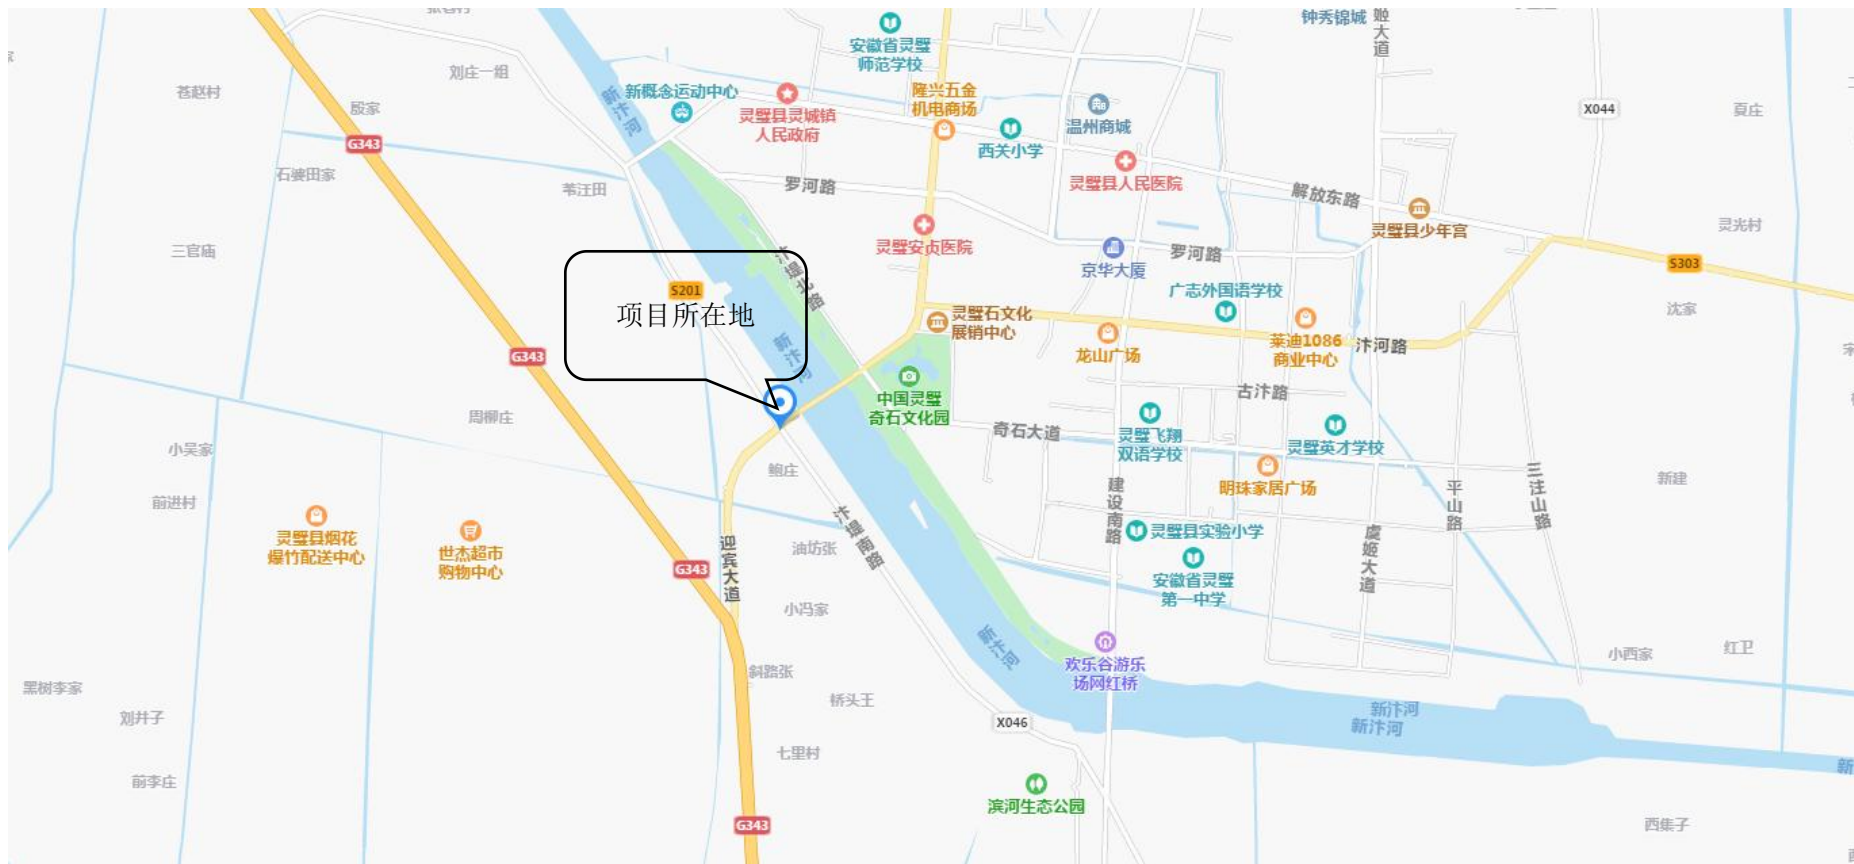 刘庄一组
苍赵村
殷家
G343
石婆田家
苇汪田
三官庙
新汴河
新概念运动中心
灵璧县灵城镇
人民政府
安徽省灵璧
师范学校
隆兴五金
机电商场
西关小学
温州商城
灵璧县人民医院
钟秀锦城
姬大道
X044
夏庄
解放东路
灵璧县少年宫
灵光村
罗河路
灵璧安贞医院
京华大厦
罗河路
S303
广志外国语学校
沈家
S201
项目所在地
汴堤北路
新汴河
灵璧石文化
展销中心
龙山广场
莱迪1086
商业中心
汴河路
G343
中国灵璧
奇石文化园
古汴路
周柳庄
小吴家
奇石大道
灵璧飞翔
双语学校
灵璧英才学校
鲍庄
明珠家居广场
新建
前进村
建设南路
平山路
三注山路
灵璧县烟花
爆竹配送中心
世杰超市
购物中心
汴堤南路
油坊张
迎宾大道
G343
灵璧县实验小学
虞姬大道
安徽省灵璧
第一中学
小冯家
新汴河
欢乐谷游乐
场网红桥
小西家
红卫
斜路张
黑树李家
刘井子
桥头王
X046
新汴河
新汴河
七里村
前李庄
滨河生态公园
新
G343
西集子